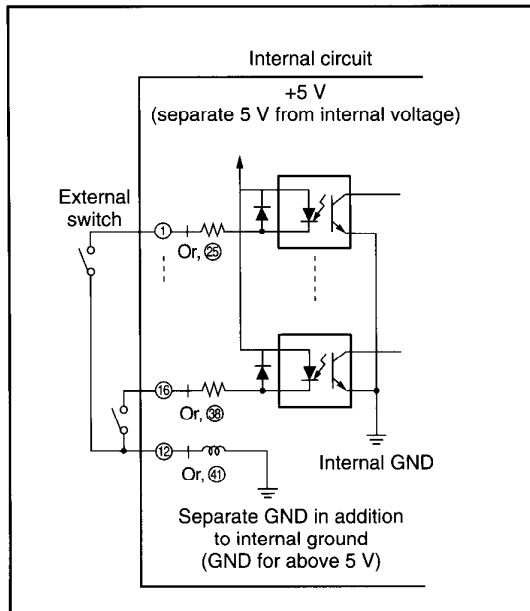 Internal circuit
+5 V
(separate 5 V from internal voltage)
External
switch
①
Or, ㉕
⑯
Or, ㊳
⑫
Or, ㊶
Internal GND
Separate GND in addition
to internal ground
(GND for above 5 V)